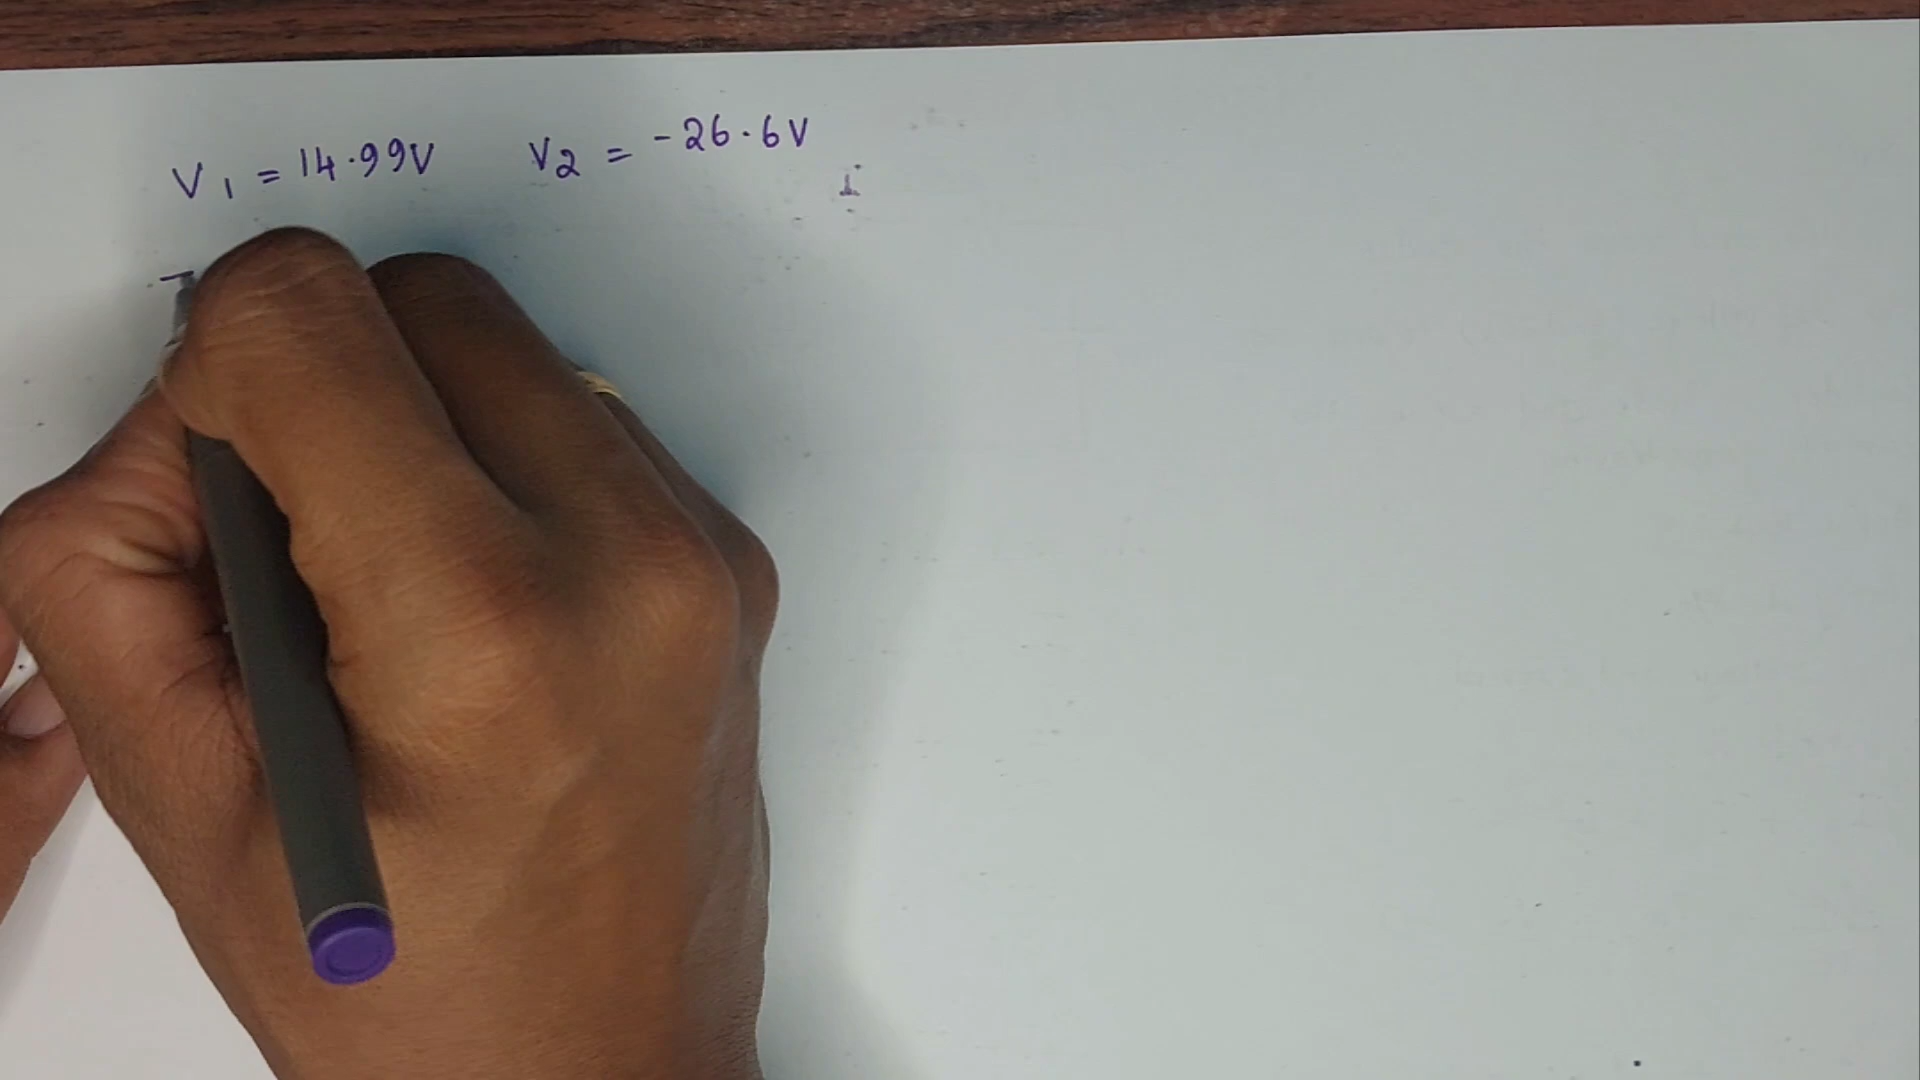 V1 = 14.99V V2 = -26.6V